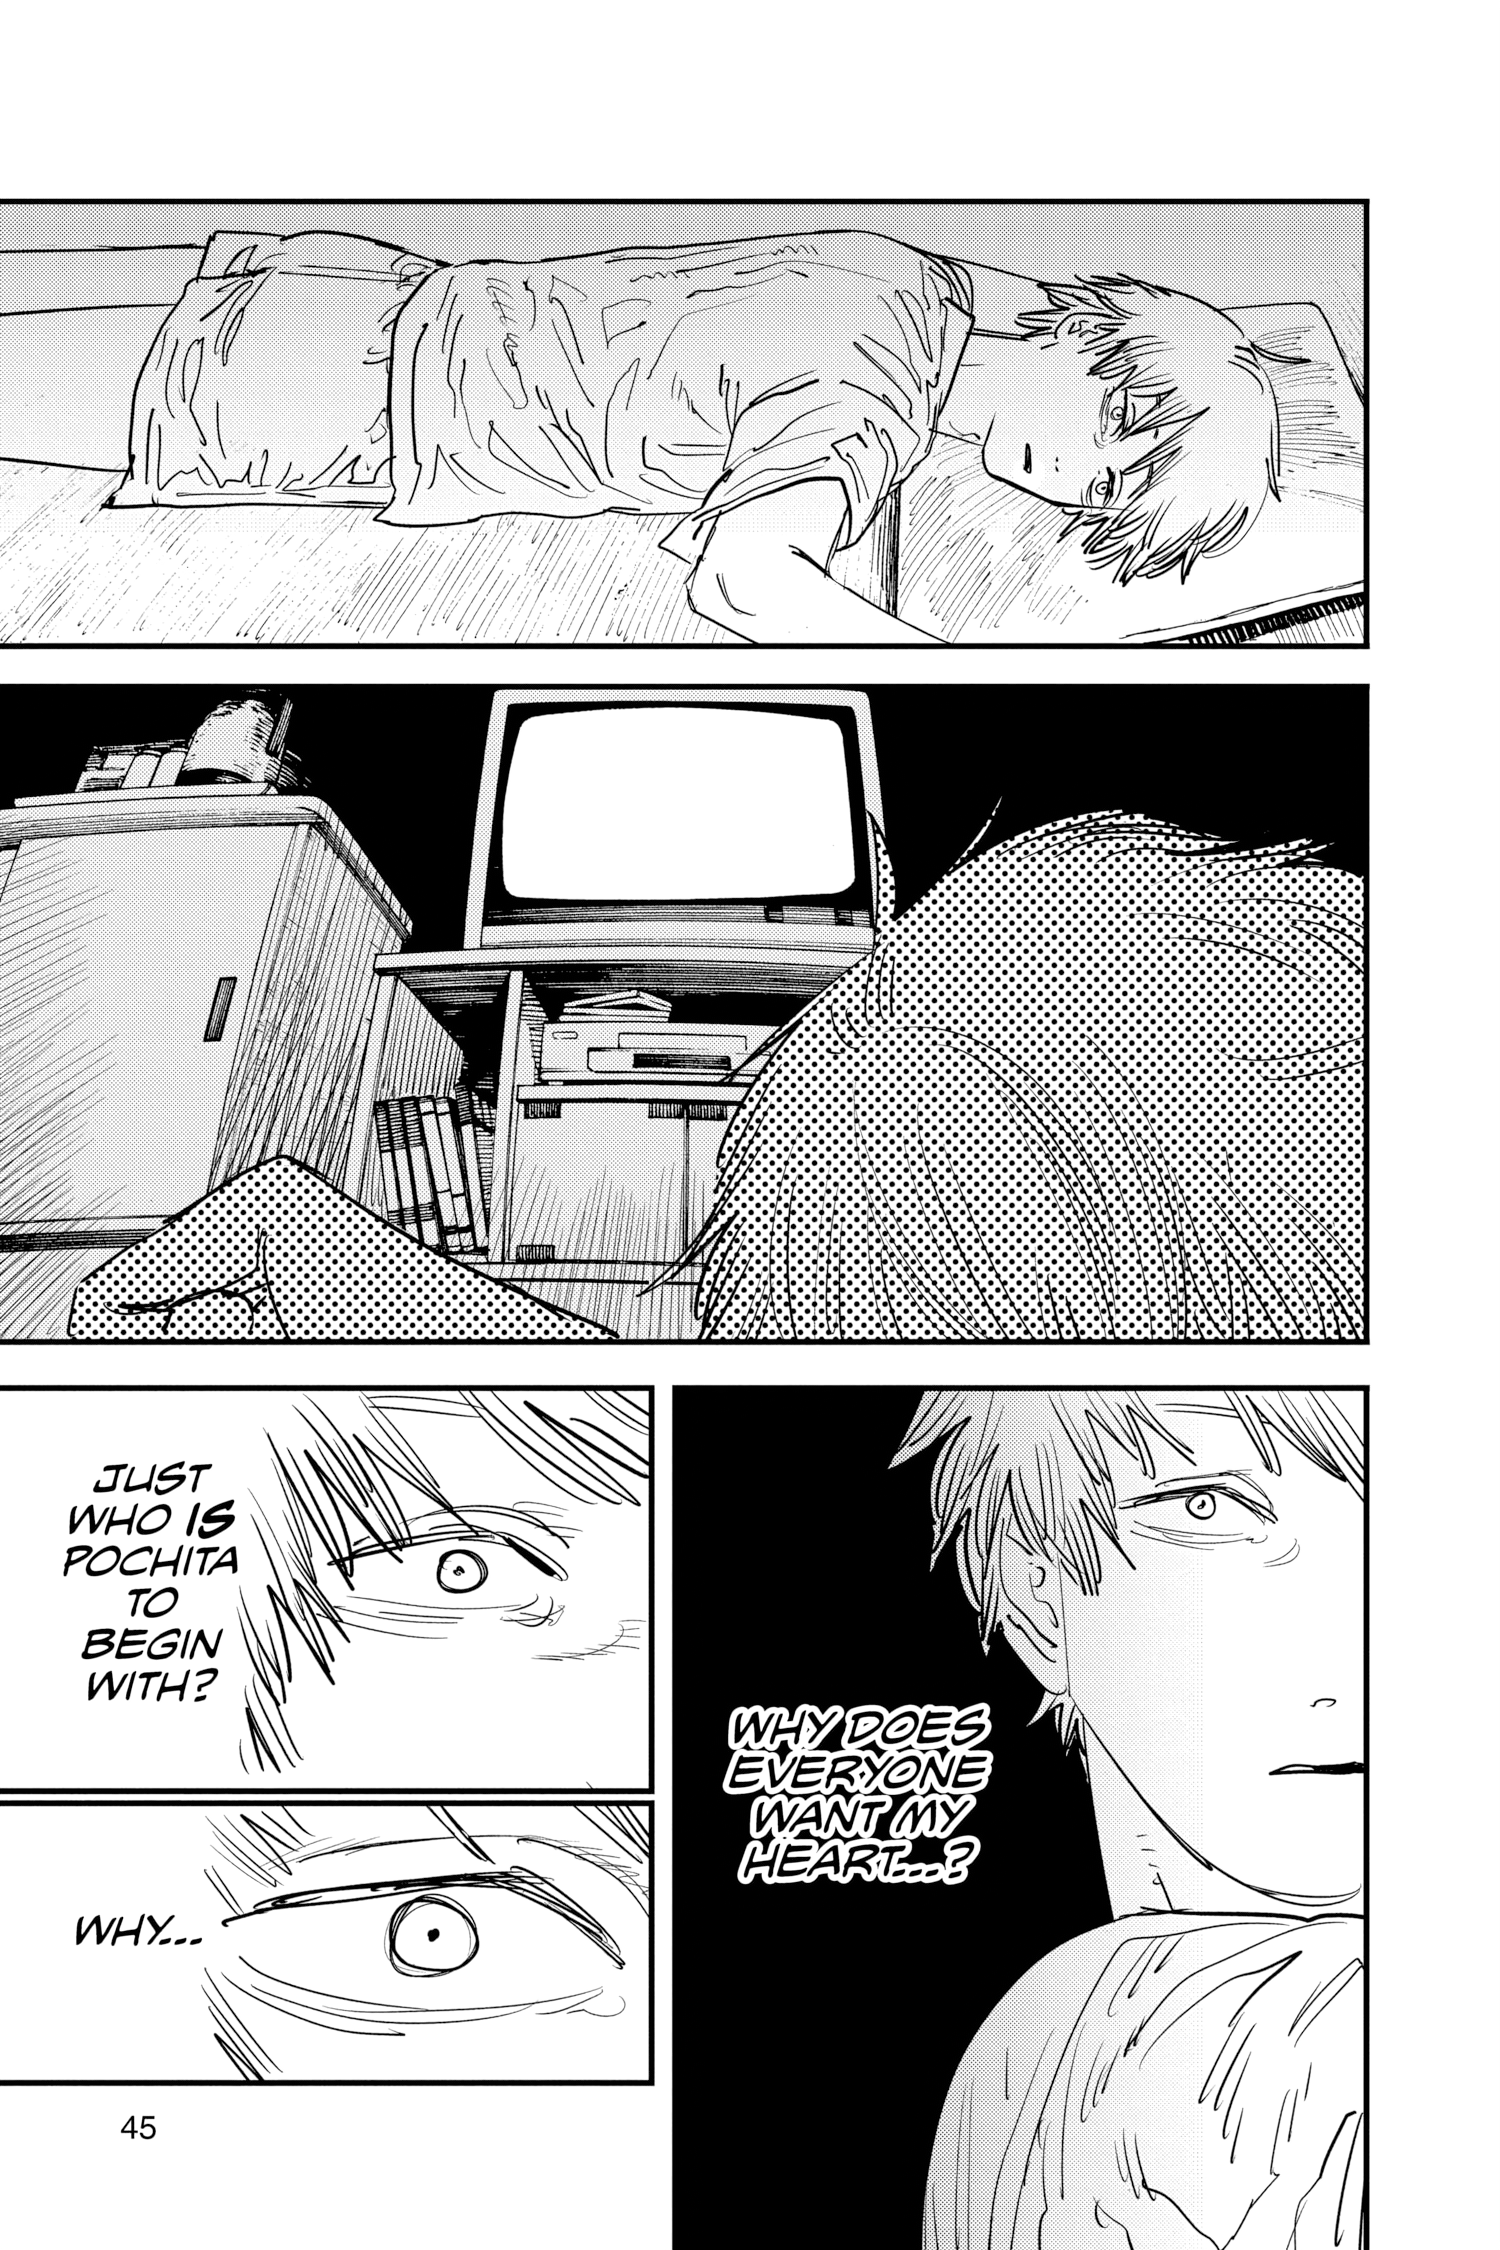 WHY DOES
EVERYONE
WANT MY
HEART...?
JUST
WHO IS
POCHITA
TO
BEGIN
WITH?
WHY...
45